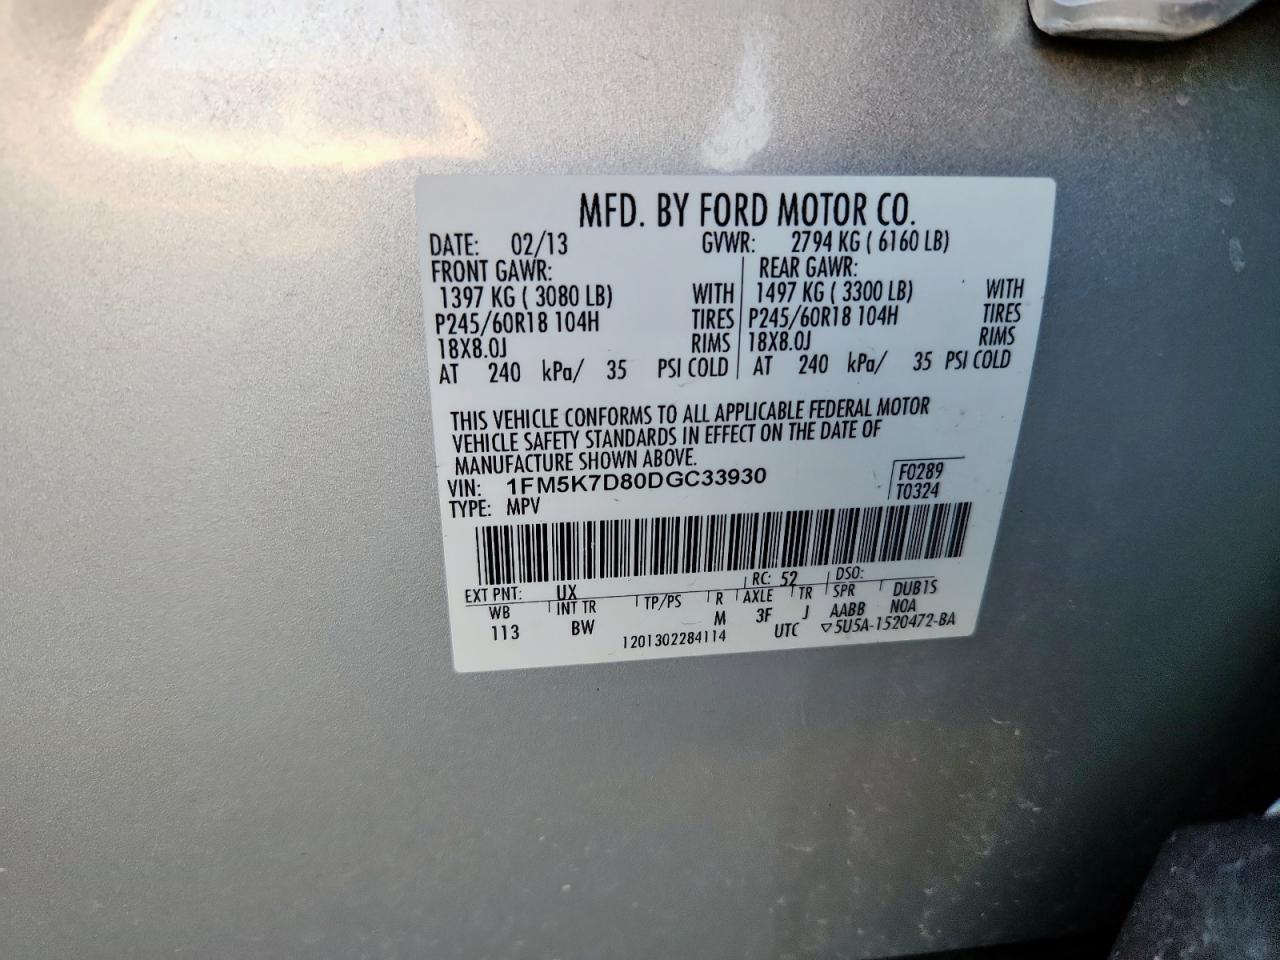 MFD. BY FORD MOTOR CO.
DATE: 02/13 GVWR: 2794 KG ( 6160 LB)
FRONT GAWR: REAR GAWR:
1397 KG ( 3080 LB) WITH 1497 KG ( 3300 LB) WITH
P245/60R18 104H TIRES P245/60R18 104H TIRES
18X8.0J RIMS 18X8.0J RIMS
AT 240 kPa/ 35 PSI COLD AT 240 kPa/ 35 PSI COLD
THIS VEHICLE CONFORMS TO ALL APPLICABLE FEDERAL MOTOR
VEHICLE SAFETY STANDARDS IN EFFECT ON THE DATE OF
MANUFACTURE SHOWN ABOVE.
VIN: 1FM5K7D80DGC33930 F0289
TYPE: MPV T0324
EXT PNT: UX RC: 52 DSO:
WB INT TR TP/PS R AXLE TR SPR DUB1S
113 BW M 3F J AABB N0A
1201302284114 UTC ▽5U5A-1520472-BA